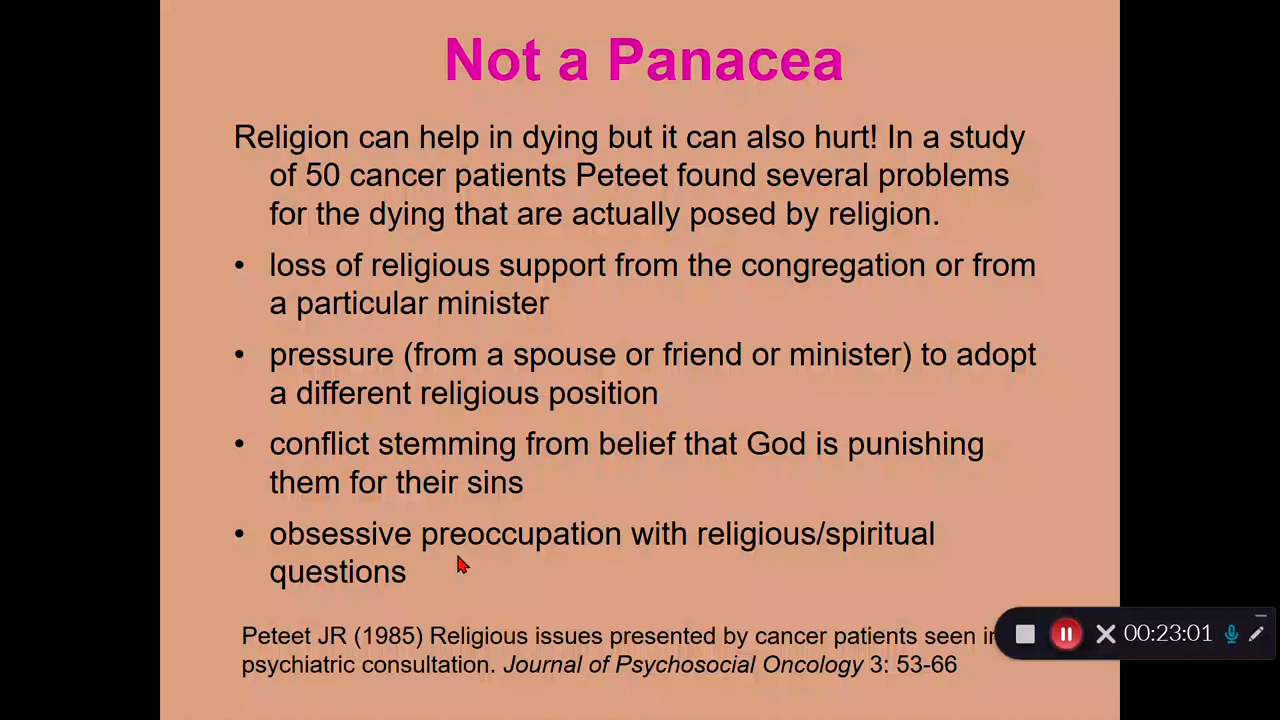 Not a Panacea
Religion can help in dying but it can also hurt! In a study
of 50 cancer patients Peteet found several problems
for the dying that are actually posed by religion.
• loss of religious support from the congregation or from
a particular minister
• pressure (from a spouse or friend or minister) to adopt
a different religious position
• conflict stemming from belief that God is punishing
them for their sins
• obsessive preoccupation with religious/spiritual
questions
Peteet JR (1985) Religious issues presented by cancer patients seen
psychiatric consultation. Journal of Psychosocial Oncology 3: 53-66
00:23:01